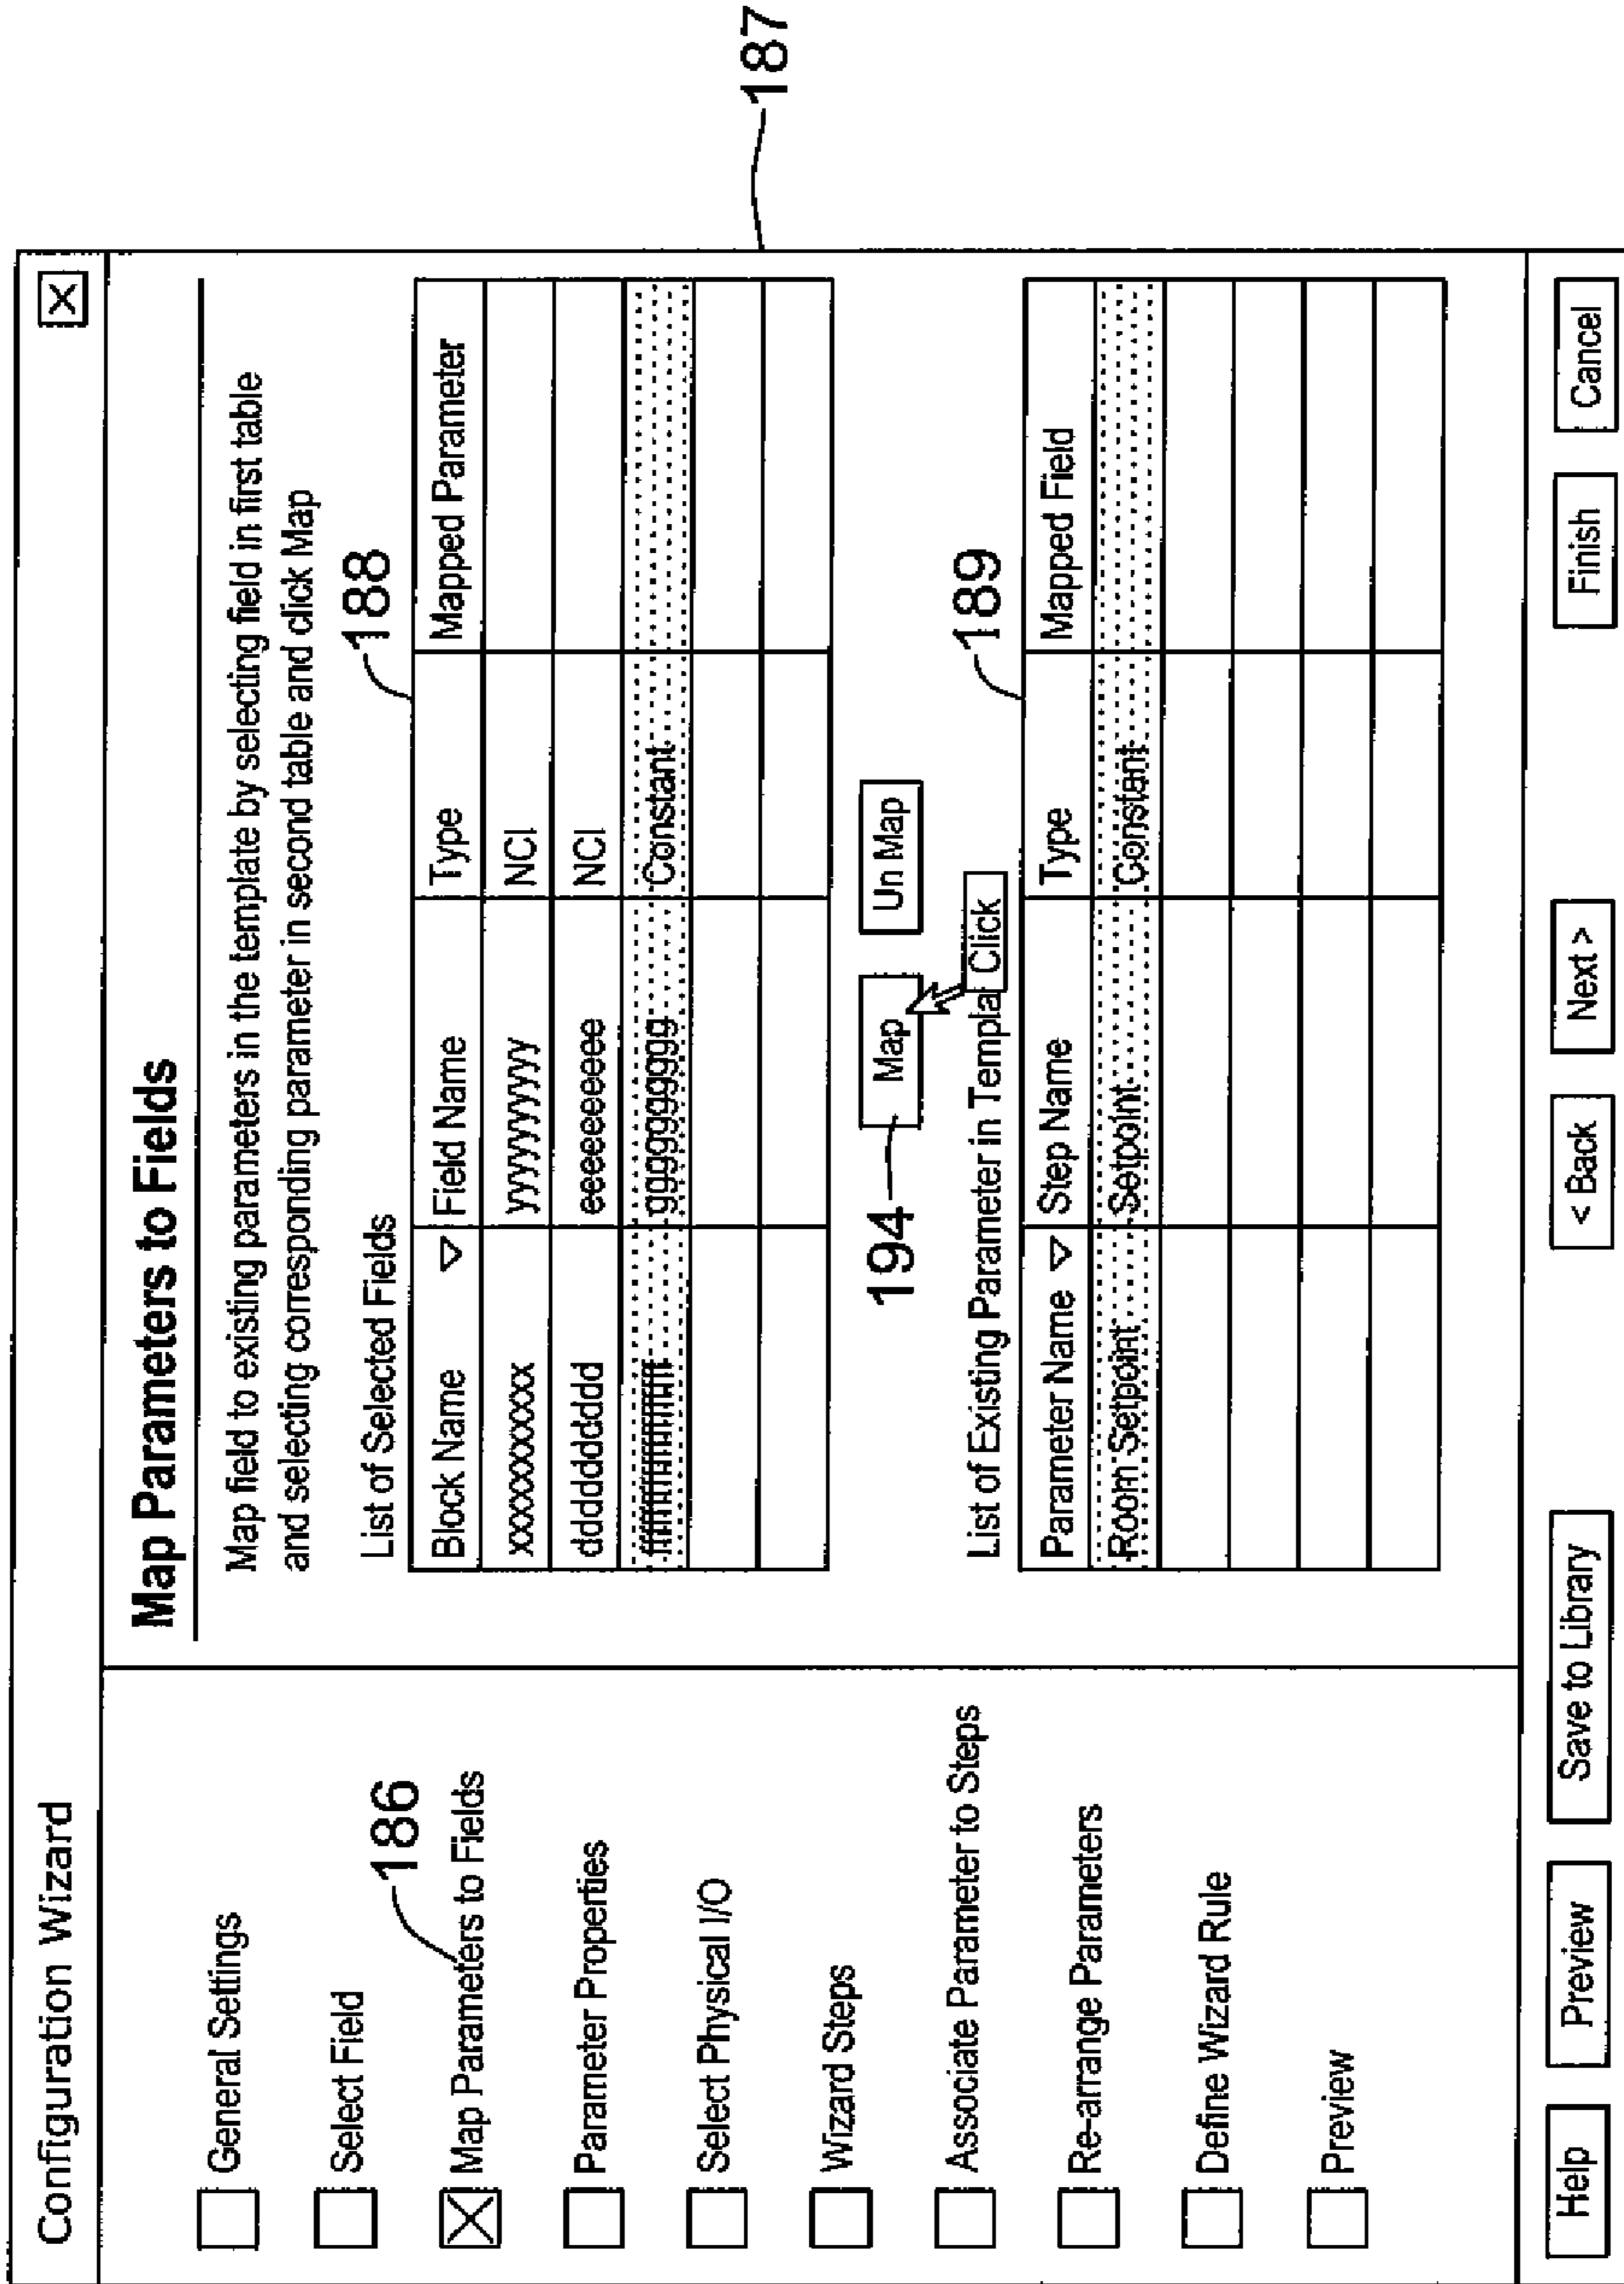 Configuration Wizard
X
General Settings
Select Field
186
Map Parameters to Fields
Parameter Properties
Select Physical I/O
Wizard Steps
Associate Parameter to Steps
Re-arrange Parameters
Define Wizard Rule
Preview
Map Parameters to Fields
Map field to existing parameters in the template by selecting field in first table
and selecting corresponding parameter in second table and click Map
188
List of Selected Fields
Block Name Field Name Type Mapped Parameter
xxxxxxxxxx yyyyyyyyy NCI
dddddddddd eeeeeeeeee NCI
Constant
194
Map Un Map
Click
189
List of Existing Parameter in Templa
Parameter Name Step Name Type Mapped Field
Room Setpoint Setpoint Constant
187
Help Preview Save to Library < Back Next > Finish Cancel